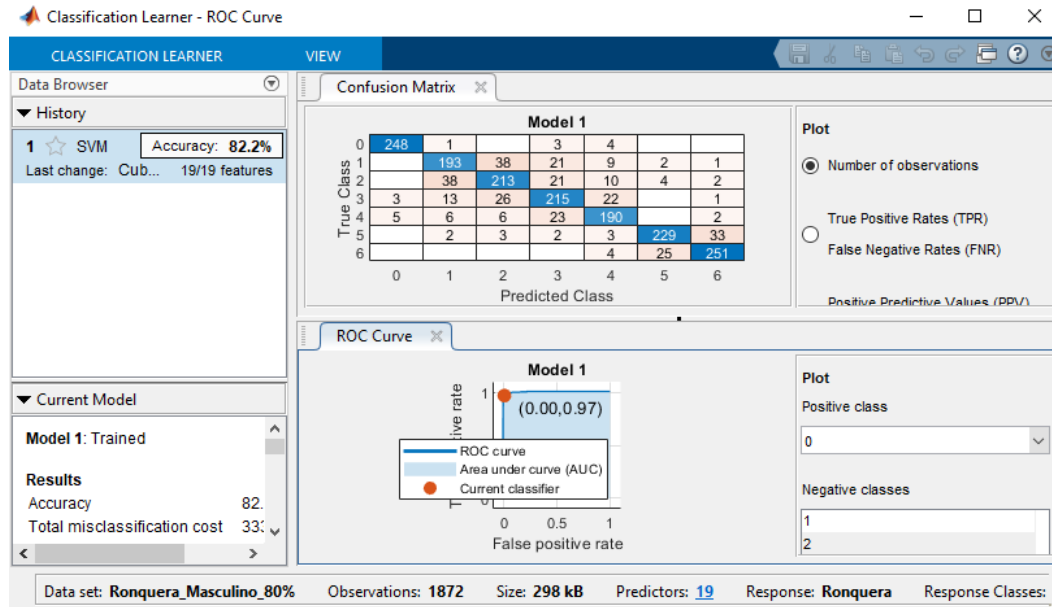 Classification Learner - ROC Curve
CLASSIFICATION LEARNER VIEW
Data Browser
History
1 SVM Accuracy: 82.2%
Last change: Cub... 19/19 features
Current Model
Model 1: Trained
Results
Accuracy 82.
Total misclassification cost 333
Confusion Matrix
Model 1
True Class
0 248 1 3 4
1 193 38 21 9 2 1
2 38 213 21 10 4 2
3 3 13 26 215 22 1
4 5 6 6 23 190 2
5 2 3 2 3 229 33
6 4 25 251
0 1 2 3 4 5 6
Predicted Class
Plot
Number of observations
True Positive Rates (TPR)
False Negative Rates (FNR)
Positive Predictive Values (PPV)
ROC Curve
Model 1
1
(0.00,0.97)
ROC curve
Area under curve (AUC)
Current classifier
0
0 0.5 1
False positive rate
Plot
Positive class
0
Negative classes
1
2
Data set: Ronquera_Masculino_80% Observations: 1872 Size: 298 kB Predictors: 19 Response: Ronquera Response Classes: